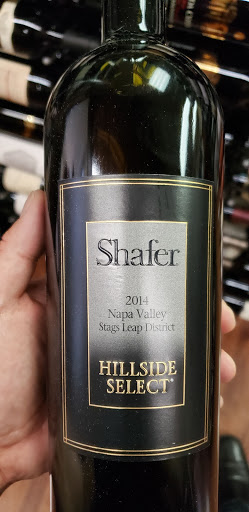 Shafer
2014
Napa Valley
Stags Leap District
HILLSIDE
SELECT